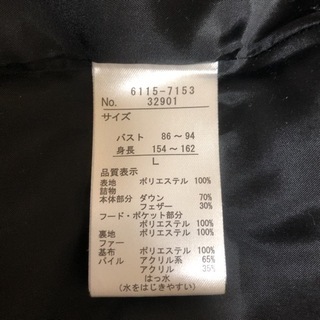 6115-7153
No. 32901
サイズ
バスト 86～94
身長 154～162
L
品質表示
表地 ポリエステル 100%
詰物
本体部分 ダウン 70%
フェザー 30%
フード・ポケット部分
ポリエステル 100%
裏地 ポリエステル 100%
ファー
基布 ポリエステル 100%
パイル アクリル系 65%
アクリル 35%
はっ水
(水をはじきやすい)